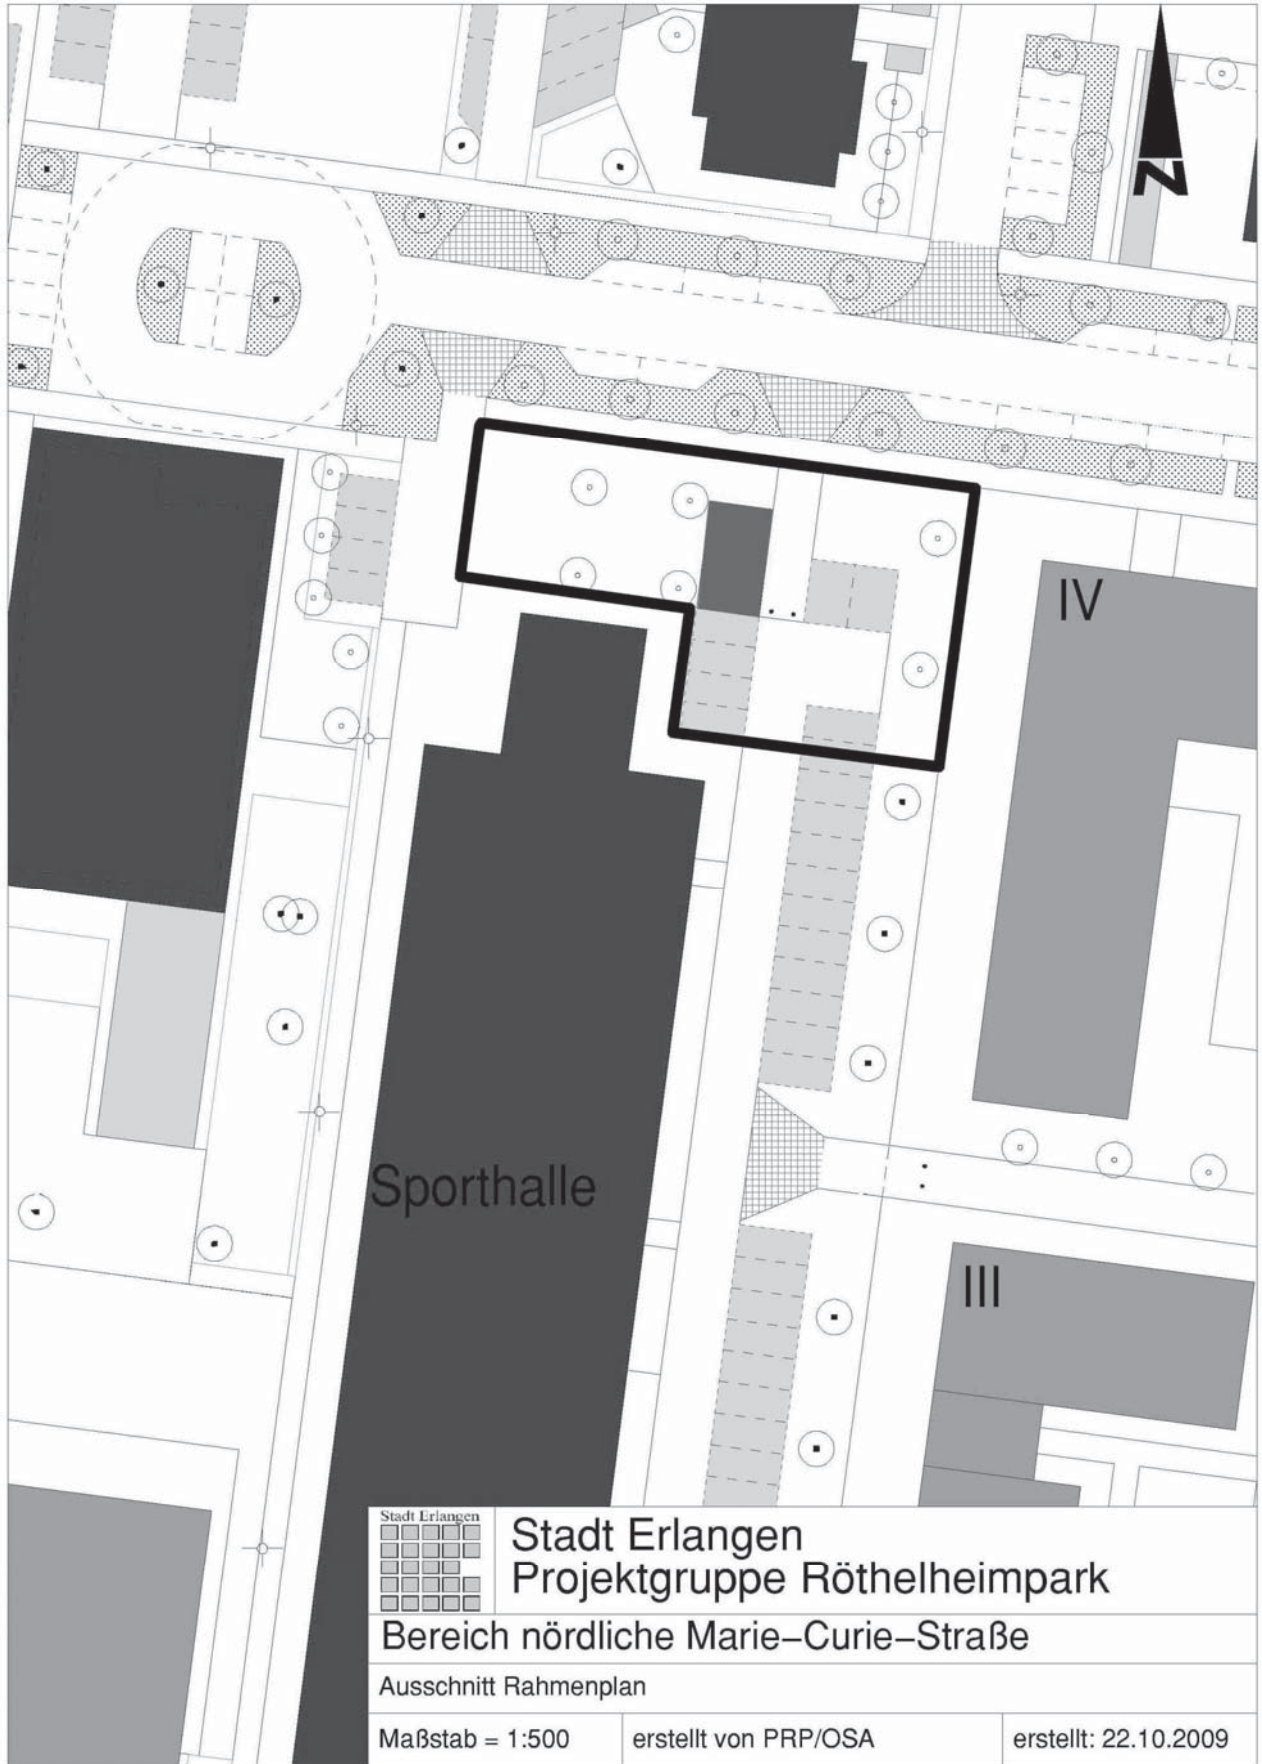 N
IV
Sporthalle
III
Stadt Erlangen
Stadt Erlangen
Projektgruppe Röthelheimpark
Bereich nördliche Marie–Curie–Straße
Ausschnitt Rahmenplan
Maßstab = 1:500
erstellt von PRP/OSA
erstellt: 22.10.2009